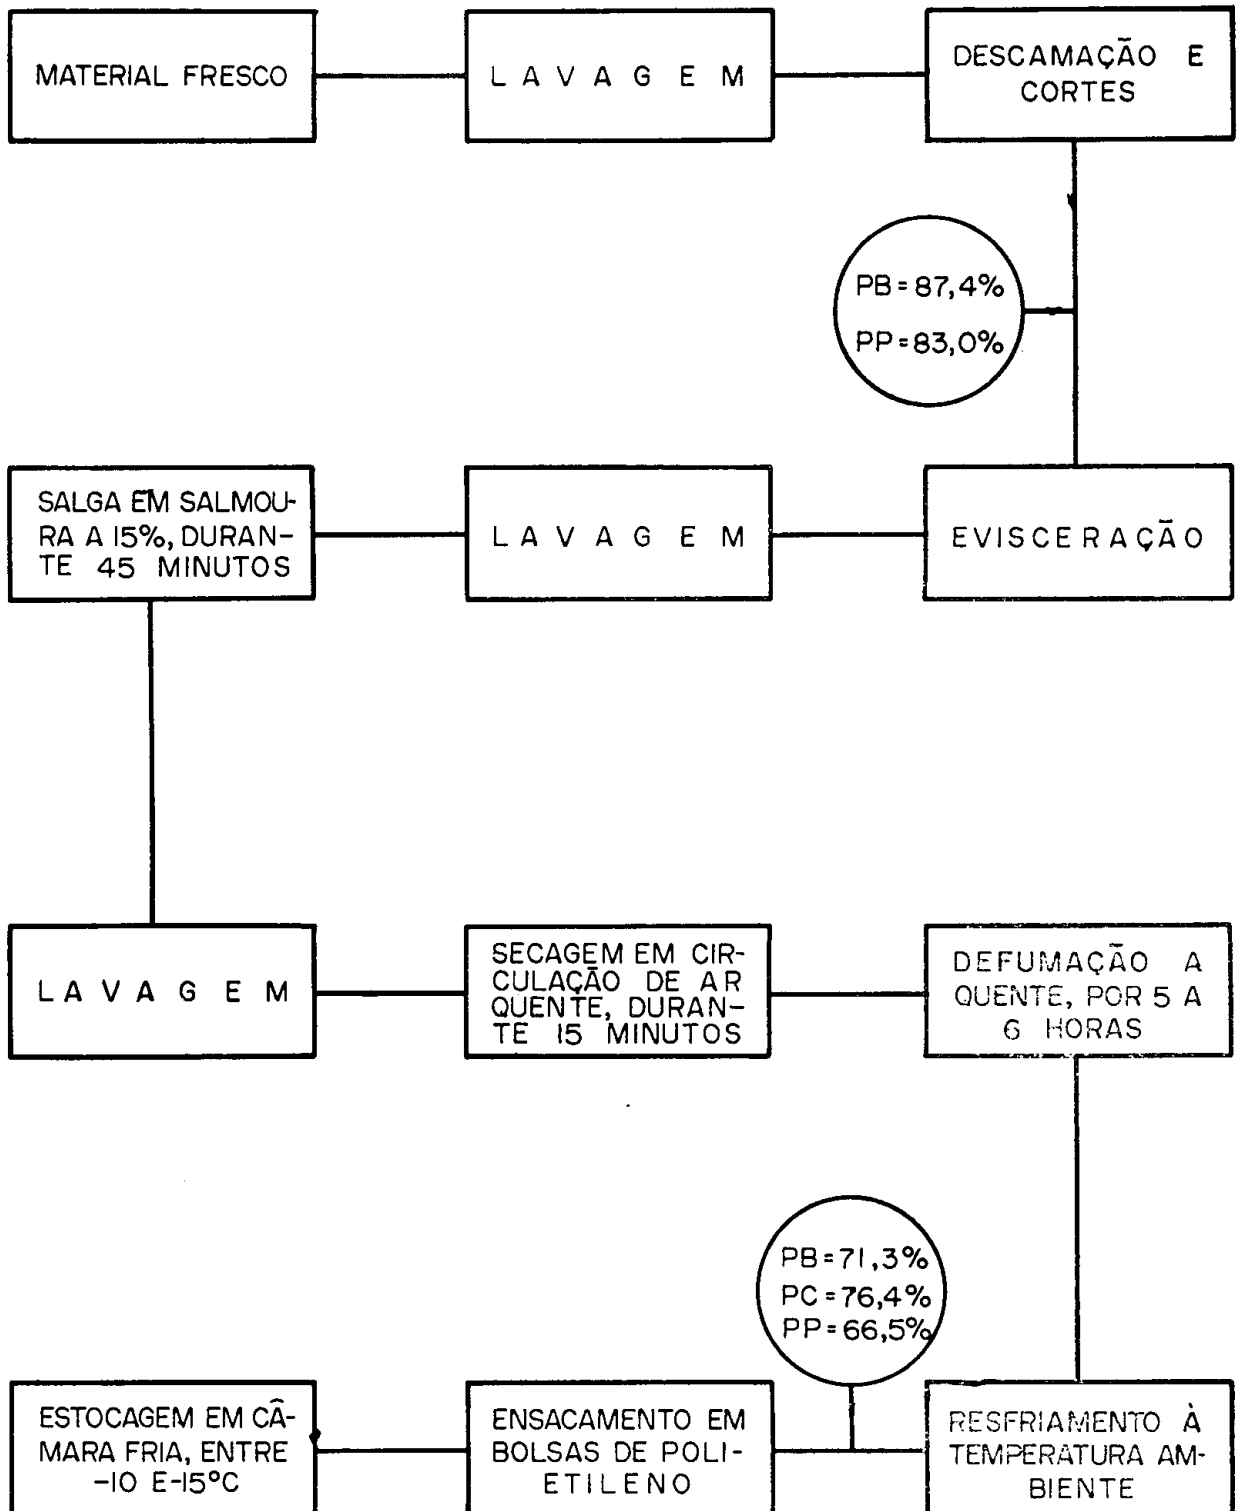 MATERIAL FRESCO
LAVAGEM
DESCAMAÇÃO E
CORTES
PB=87,4%
PP=83,0%
SALGA EM SALMOU-
RA A 15%, DURAN-
TE 45 MINUTOS
LAVAGEM
EVISCERAÇÃO
LAVAGEM
SECAGEM EM CIR-
CULAÇÃO DE AR
QUENTE, DURAN-
TE 15 MINUTOS
DEFUMAÇÃO A
QUENTE, POR 5 A
6 HORAS
PB=71,3%
PC=76,4%
PP=66,5%
ESTOCAGEM EM CÂ-
MARA FRIA, ENTRE
-10 E-15°C
ENSACAMENTO EM
BOLSAS DE POLI-
ETILENO
RESFRIAMENTO À
TEMPERATURA AM-
BIENTE